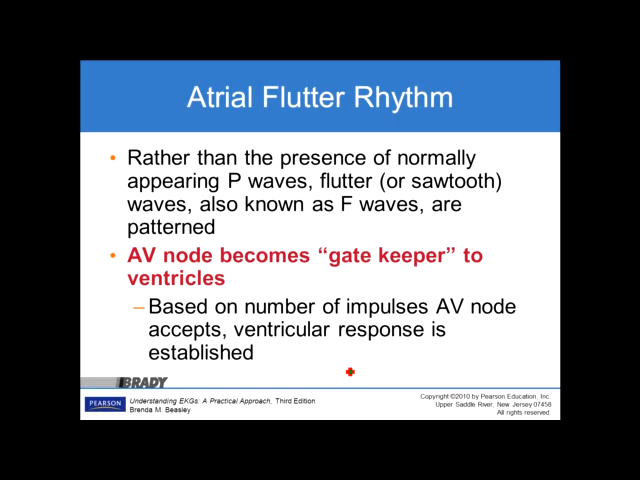 Atrial Flutter Rhythm
• Rather than the presence of normally
appearing P waves, flutter (or sawtooth)
waves, also known as F waves, are
patterned
• AV node becomes “gate keeper” to
ventricles
– Based on number of impulses AV node
accepts, ventricular response is
established
BRADY
PEARSON
Understanding EKGs: A Practical Approach, Third Edition
Brenda M. Beasley
Copyright ©2010 by Pearson Education, Inc.
Upper Saddle River, New Jersey 07458
All rights reserved.